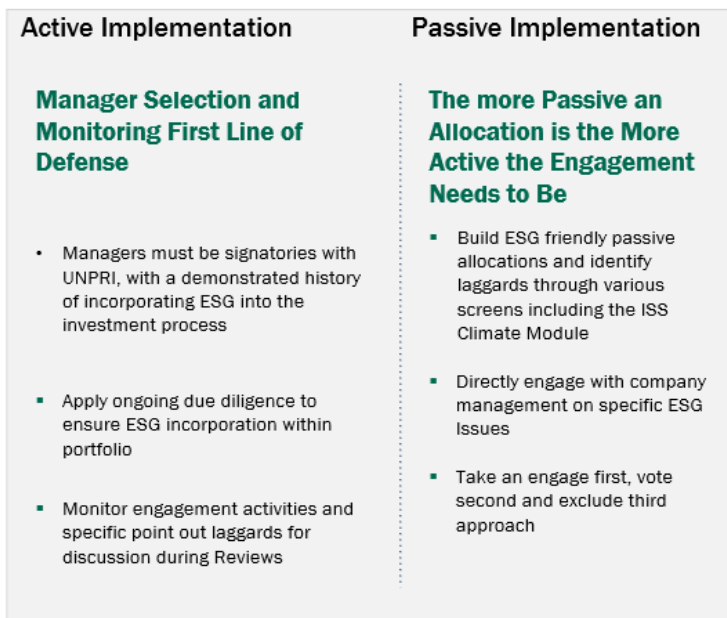 Active Implementation
Manager Selection and
Monitoring First Line of
Defense
• Managers must be signatories with
UNPRI, with a demonstrated history
of incorporating ESG into the
investment process
▪ Apply ongoing due diligence to
ensure ESG incorporation within
portfolio
▪ Monitor engagement activities and
specific point out laggards for
discussion during Reviews
Passive Implementation
The more Passive an
Allocation is the More
Active the Engagement
Needs to Be
▪ Build ESG friendly passive
allocations and identify
laggards through various
screens including the ISS
Climate Module
▪ Directly engage with company
management on specific ESG
Issues
▪ Take an engage first, vote
second and exclude third
approach